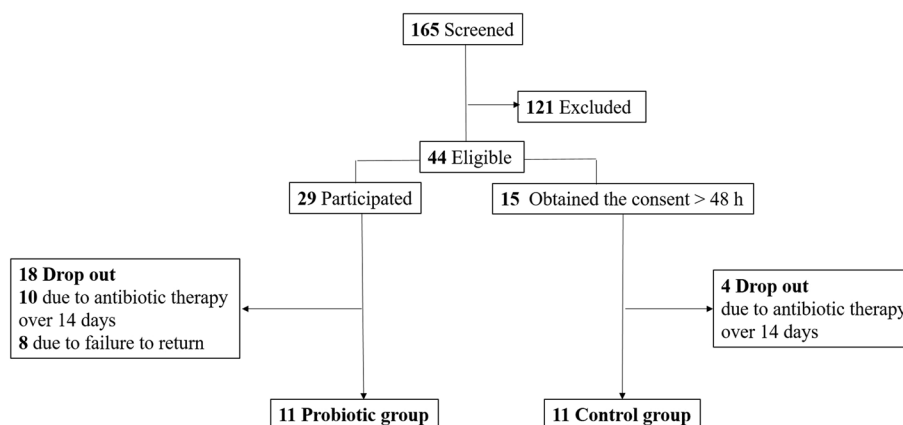 165 Screened
121 Excluded
44 Eligible
29 Participated
15 Obtained the consent > 48 h
18 Drop out
10 due to antibiotic therapy
over 14 days
8 due to failure to return
4 Drop out
due to antibiotic therapy
over 14 days
11 Probiotic group
11 Control group